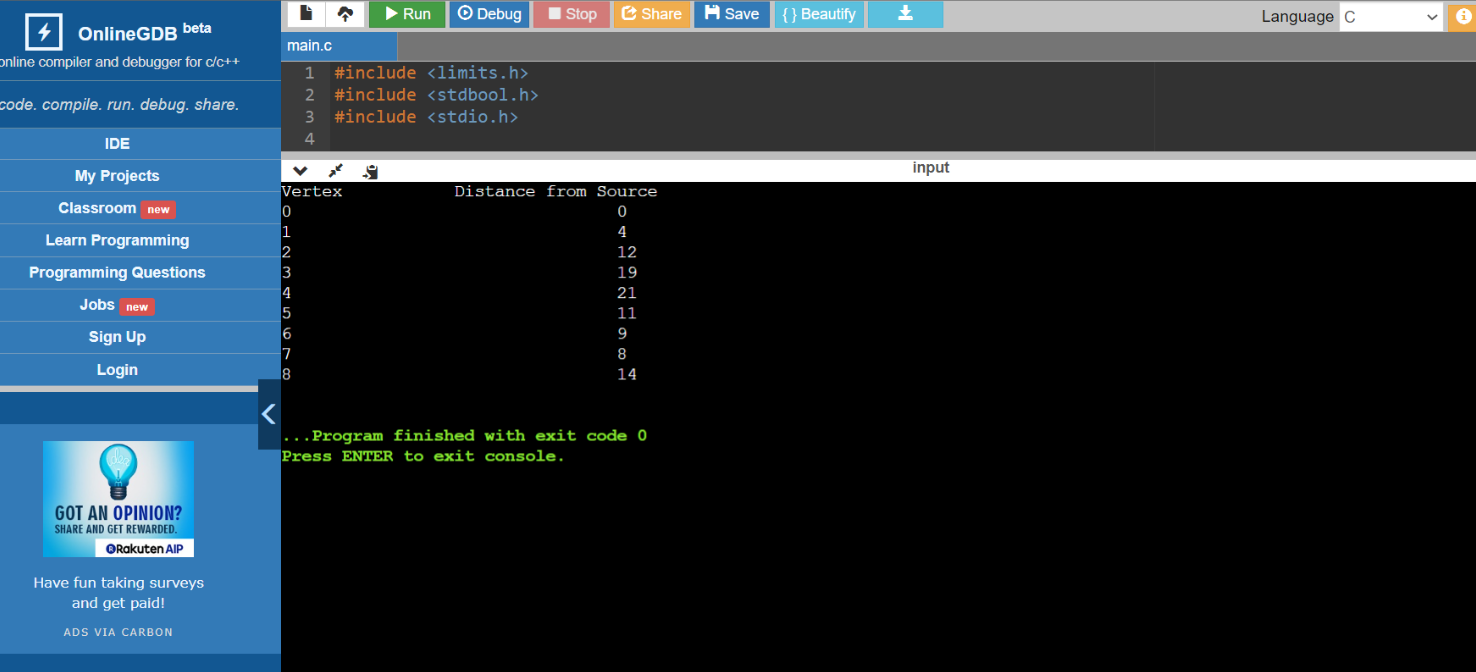 OnlineGDB beta
online compiler and debugger for c/c++
code. compile. run. debug. share.
IDE
My Projects
Classroom new
Learn Programming
Programming Questions
Jobs new
Sign Up
Login
GOT AN OPINION?
SHARE AND GET REWARDED.
Rakuten AIP
Have fun taking surveys
and get paid!
ADS VIA CARBON
Run Debug Stop Share Save { } Beautify Language C
main.c
1 #include <limits.h>
2 #include <stdbool.h>
3 #include <stdio.h>
4
input
Vertex Distance from Source
0 0
1 4
2 12
3 19
4 21
5 11
6 9
7 8
8 14
...Program finished with exit code 0
Press ENTER to exit console.